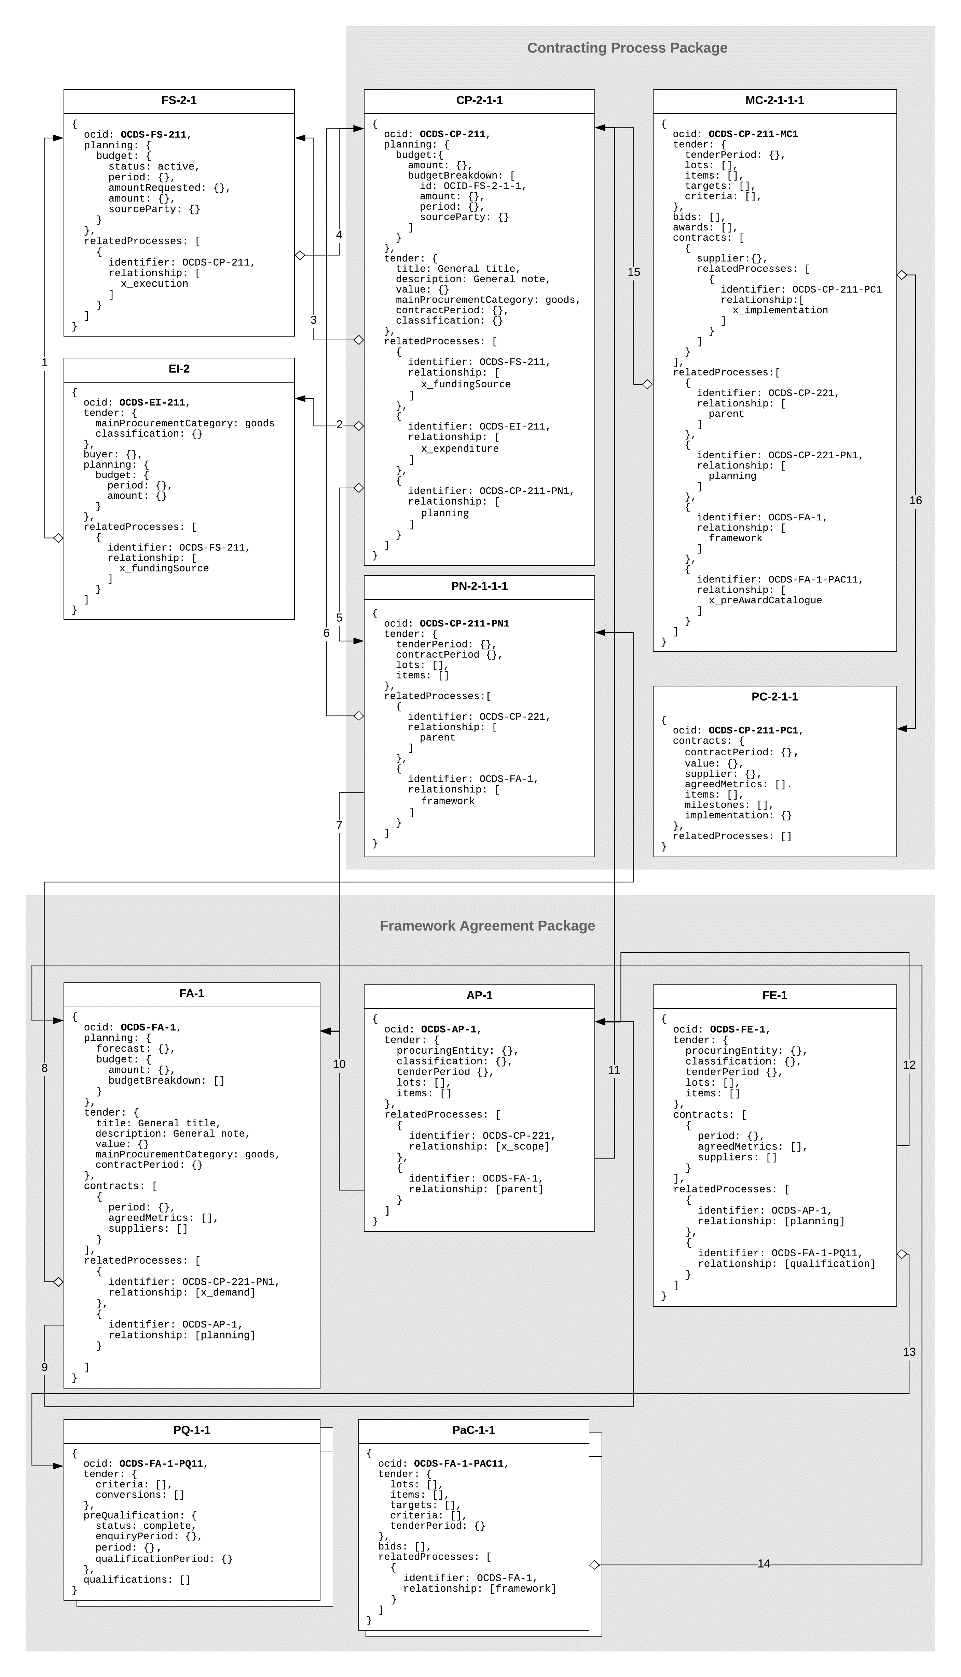 Contracting Process Package
FS-2-1
{
ocid: OCDS-FS-211,
planning: {
budget: {
status: active,
period: {},
amountRequested: {},
amount: {},
sourceParty: {}
}
},
relatedProcesses: [
{
identifier: OCDS-CP-211,
relationship: [
x_execution
]
}
]
}
EI-2
{
ocid: OCDS-EI-211,
tender: {
mainProcurementCategory: goods
classification: {}
},
buyer: {},
planning: {
budget: {
period: {},
amount: {}
}
},
relatedProcesses: [
{
identifier: OCDS-FS-211,
relationship: [
x_fundingSource
]
}
]
}
CP-2-1-1
{
ocid: OCDS-CP-211,
planning: {
budget:{
amount: {},
budgetBreakdown: [
id: OCID-FS-2-1-1,
amount: {},
period: {},
sourceParty: {}
]
}
},
tender: {
title: General title,
description: General note,
value: {}
mainProcurementCategory: goods,
contractPeriod: {},
classification: {}
},
relatedProcesses: [
{
identifier: OCDS-FS-211,
relationship: [
x_fundingSource
]
},
{
identifier: OCDS-EI-211,
relationship: [
x_expenditure
]
},
{
identifier: OCDS-CP-211-PN1,
relationship: [
planning
]
}
]
}
PN-2-1-1-1
{
ocid: OCDS-CP-211-PN1
tender: {
tenderPeriod: {},
contractPeriod {},
lots: [],
items: []
},
relatedProcesses:[
{
identifier: OCDS-CP-221,
relationship: [
parent
]
},
{
identifier: OCDS-FA-1,
relationship: [
framework
]
}
]
}
MC-2-1-1-1
{
ocid: OCDS-CP-211-MC1
tender: {
tenderPeriod: {},
lots: [],
items: [],
targets: [],
criteria: [],
},
bids: [],
awards: [],
contracts: [
{
supplier:{},
relatedProcesses: [
{
identifier: OCDS-CP-211-PC1
relationship:[
x_implementation
]
}
]
}
],
relatedProcesses:[
{
identifier: OCDS-CP-221,
relationship: [
parent
]
},
{
identifier: OCDS-CP-221-PN1,
relationship: [
planning
]
},
{
identifier: OCDS-FA-1,
relationship: [
framework
]
},
{
identifier: OCDS-FA-1-PAC11,
relationship: [
x_preAwardCatalogue
]
}
]
}
PC-2-1-1
{
ocid: OCDS-CP-211-PC1,
contracts: {
contractPeriod: {},
value: {},
supplier: {},
agreedMetrics: [].
items: [],
milestones: [],
implementation: {}
},
relatedProcesses: []
}
1
2
3
4
5
6
7
15
16
Framework Agreement Package
FA-1
{
ocid: OCDS-FA-1,
planning: {
forecast: {},
budget: {
amount: {},
budgetBreakdown: []
}
},
tender: {
title: General title,
description: General note,
value: {}
mainProcurementCategory: goods,
contractPeriod: {}
},
contracts: [
{
period: {},
agreedMetrics: [],
suppliers: []
}
],
relatedProcesses: [
{
identifier: OCDS-CP-221-PN1,
relationship: [x_demand]
},
{
identifier: OCDS-AP-1,
relationship: [planning]
}
]
}
AP-1
{
ocid: OCDS-AP-1,
tender: {
procuringEntity: {},
classification: {},
tenderPeriod {},
lots: [],
items: []
},
relatedProcesses: [
{
identifier: OCDS-CP-221,
relationship: [x_scope]
},
{
identifier: OCDS-FA-1,
relationship: [parent]
}
]
}
FE-1
{
ocid: OCDS-FE-1,
tender: {
procuringEntity: {},
classification: {},
tenderPeriod {},
lots: [],
items: []
},
contracts: [
{
period: {},
agreedMetrics: [],
suppliers: []
}
],
relatedProcesses: [
{
identifier: OCDS-AP-1,
relationship: [planning]
},
{
identifier: OCDS-FA-1-PQ11,
relationship: [qualification]
}
]
}
8
9
10
11
12
13
PQ-1-1
{
ocid: OCDS-FA-1-PQ11,
tender: {
criteria: [],
conversions: []
},
preQualification: {
status: complete,
enquiryPeriod: {},
period: {},
qualificationPeriod: {}
},
qualifications: []
}
PaC-1-1
{
ocid: OCDS-FA-1-PAC11,
tender: {
lots: [],
items: [],
targets: [],
criteria: [],
tenderPeriod: {}
},
bids: [],
relatedProcesses: [
{
identifier: OCDS-FA-1,
relationship: [framework]
}
]
}
14